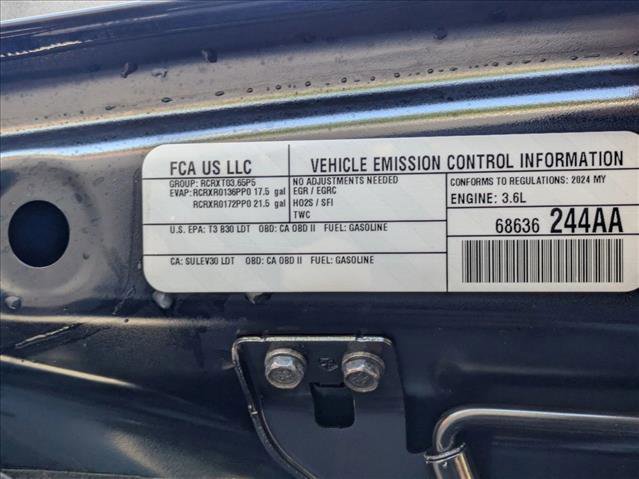 FCA US LLC
GROUP: RCRXT03.65P5
EVAP: RCRXR0136PP0 17.5 gal
RCRXR0172PP0 21.5 gal
VEHICLE EMISSION CONTROL INFORMATION
NO ADJUSTMENTS NEEDED
EGR / EGRC
HO2S / SFI
TWC
CONFORMS TO REGULATIONS: 2024 MY
ENGINE: 3.6L
68636 244AA
U.S. EPA: T3 B30 LDT OBD: CA OBD II FUEL: GASOLINE
CA: SULEV30 LDT OBD: CA OBD II FUEL: GASOLINE